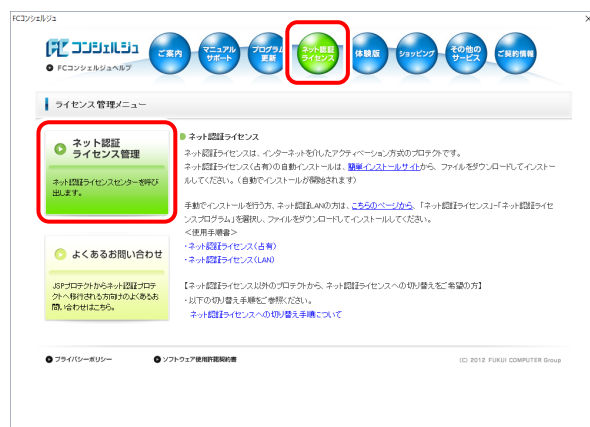 FCコンシェルジュ
FC コンシェルジュ
FCコンシェルジュヘルプ
ご案内
マニュアル
サポート
プログラム
更新
ネット認証
ライセンス
体験版
ショッピング
その他の
サービス
ご契約情報
ライセンス管理メニュー
ネット認証
ライセンス管理
ネット認証ライセンスセンターを呼び
出します。
よくあるお問い合わせ
JSPプロテクトからネット認証プロテ
クトへ移行される方向けのよくあるお
問い合わせはこちら。
ネット認証ライセンス
ネット認証ライセンスは、インターネットを介したアクティベーション方式のプロテクトです。
ネット認証ライセンス(占有)の自動インストールは、簡単インストールサイトから、ファイルをダウンロードしてインストー
ルしてください。(自動でインストールが開始されます)
手動でインストールを行う方、ネット認証LANの方は、こちらのページから、「ネット認証ライセンス」-「ネット認証ライセ
ンスプログラム」を選択し、ファイルをダウンロードしてインストールしてください。
<使用手順書>
・ネット認証ライセンス(占有)
・ネット認証ライセンス(LAN)
【ネット認証ライセンス以外のプロテクトから、ネット認証ライセンスへの切り替えをご希望の方】
・以下の切り替え手順をご参照ください。
ネット認証ライセンスへの切り替え手順について
プライバシーポリシー
ソフトウェア使用許諾契約書
(C) 2012 FUKUI COMPUTER Group